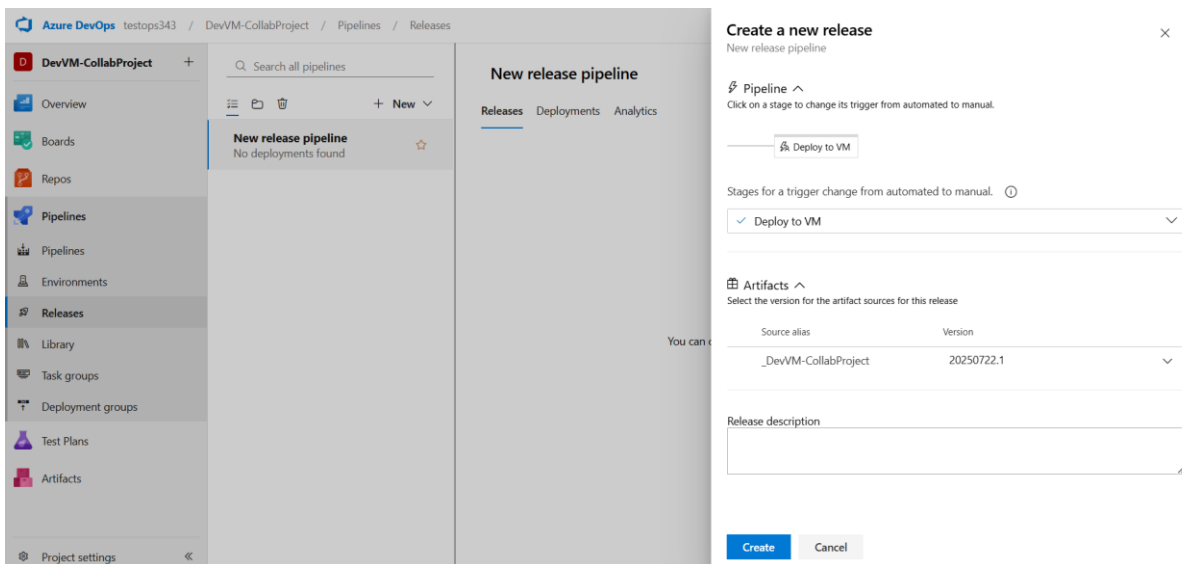 Azure DevOps testops343 / DevVM-CollabProject / Pipelines / Releases
D DevVM-CollabProject +
Overview
Boards
Repos
Pipelines
Pipelines
Environments
Releases
Library
Task groups
Deployment groups
Test Plans
Artifacts
Project settings
Search all pipelines
+ New
New release pipeline
No deployments found
New release pipeline
Releases Deployments Analytics
You can
Create a new release
New release pipeline
Pipeline
Click on a stage to change its trigger from automated to manual.
Deploy to VM
Stages for a trigger change from automated to manual.
Deploy to VM
Artifacts
Select the version for the artifact sources for this release
Source alias Version
_DevVM-CollabProject 20250722.1
Release description
Create Cancel